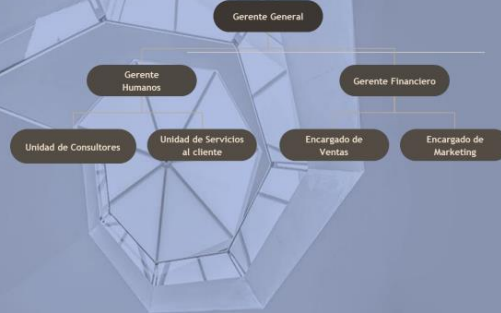 Gerente General
Gerente
Humanos
Gerente Financiero
Unidad de Consultores
Unidad de Servicios
al cliente
Encargado de
Ventas
Encargado de
Marketing